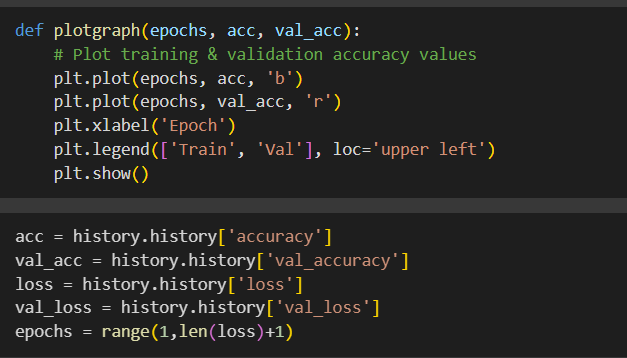 def plotgraph(epochs, acc, val_acc):
    # Plot training & validation accuracy values
    plt.plot(epochs, acc, 'b')
    plt.plot(epochs, val_acc, 'r')
    plt.xlabel('Epoch')
    plt.legend(['Train', 'Val'], loc='upper left')
    plt.show()
acc = history.history['accuracy']
val_acc = history.history['val_accuracy']
loss = history.history['loss']
val_loss = history.history['val_loss']
epochs = range(1,len(loss)+1)